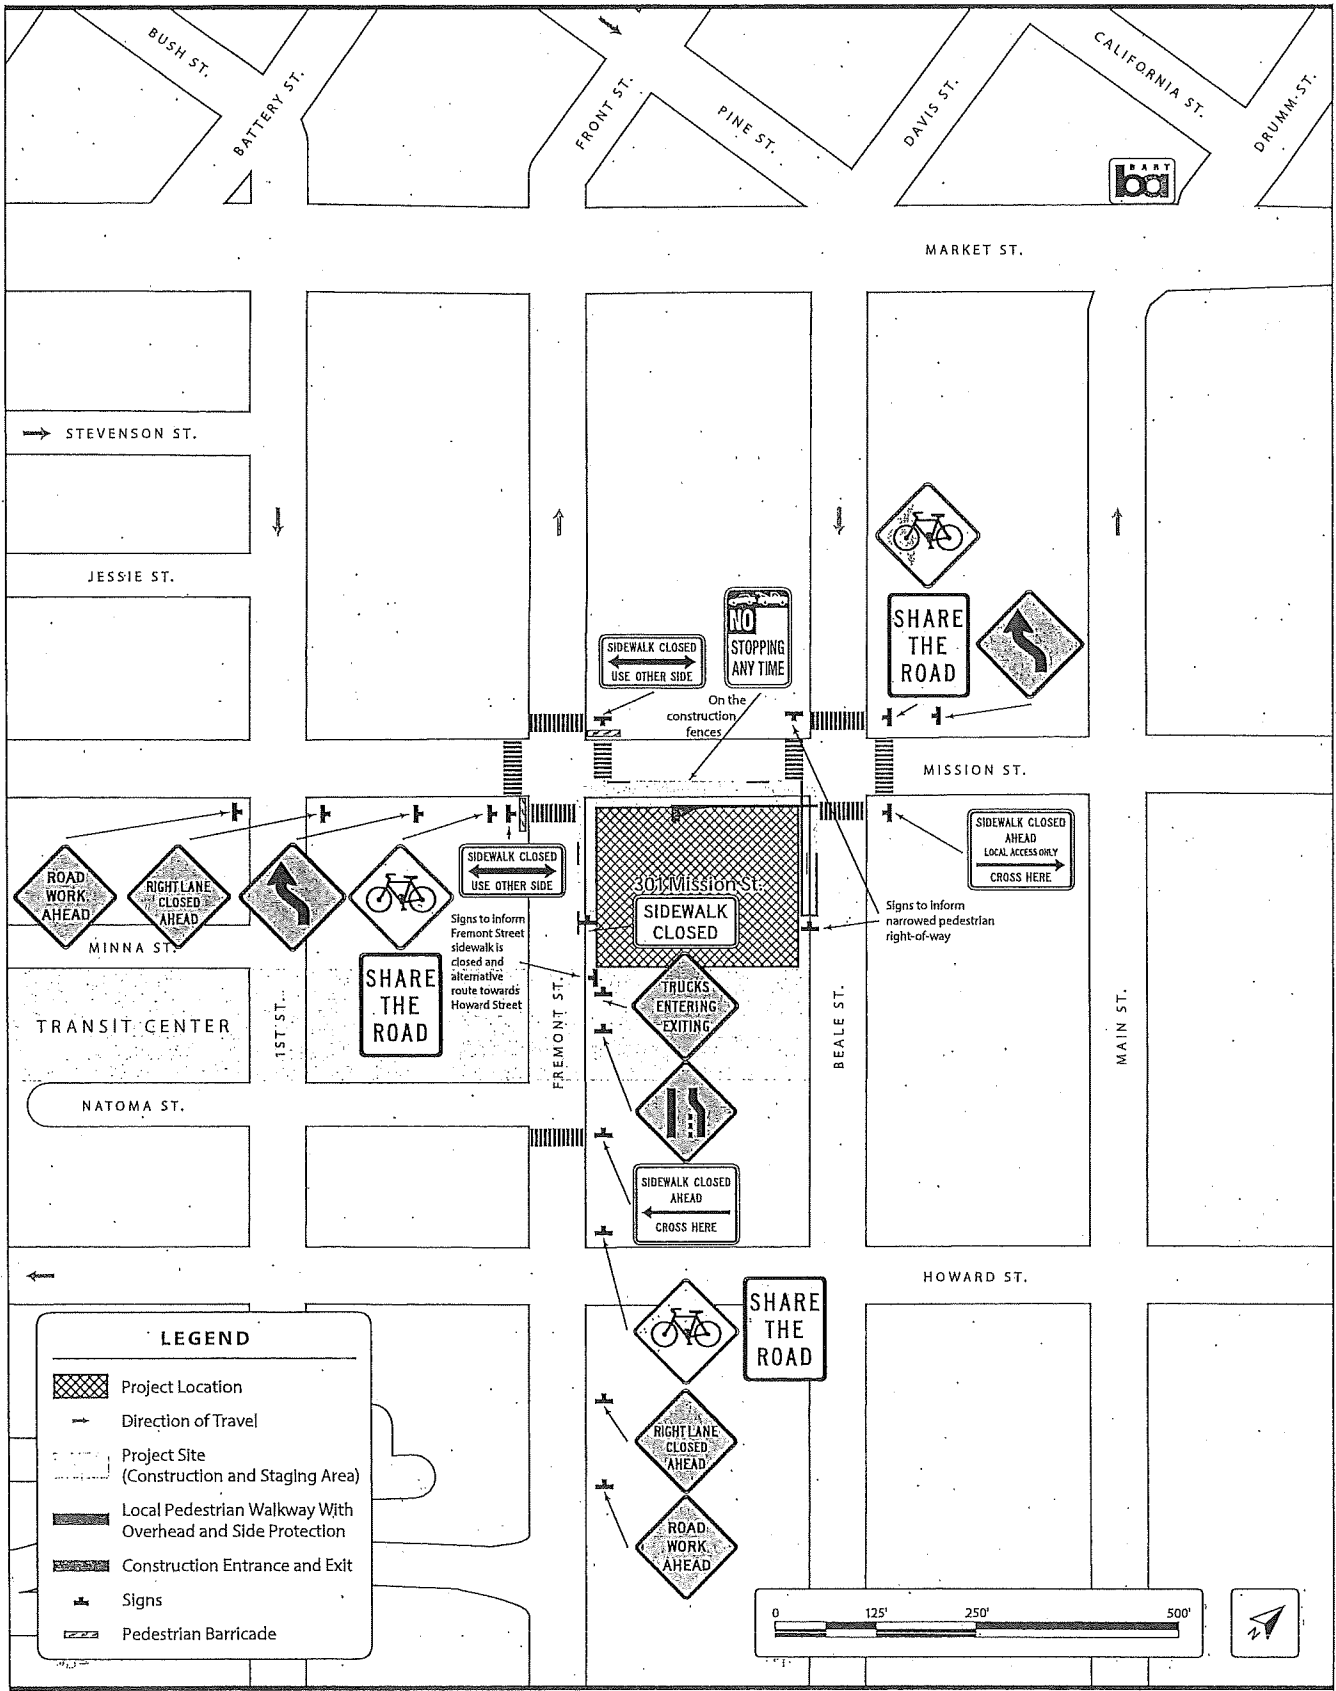 BUSH ST.
BATTERY ST.
FRONT ST.
PINE ST.
DAVIS ST.
CALIFORNIA ST.
DRUMM ST.
BART
ba
MARKET ST.
STEVENSON ST.
JESSIE ST.
NO
STOPPING
ANY TIME
SIDEWALK CLOSED
USE OTHER SIDE
On the
construction
fences
SHARE
THE
ROAD
MISSION ST.
SIDEWALK CLOSED
AHEAD
LOCAL ACCESS ONLY
CROSS HERE
ROAD
WORK
AHEAD
RIGHT LANE
CLOSED
AHEAD
SIDEWALK CLOSED
USE OTHER SIDE
301 Mission St.
SIDEWALK
CLOSED
Signs to inform
narrowed pedestrian
right-of-way
Signs to inform
Fremont Street
sidewalk is
closed and
alternative
route towards
Howard Street
MINNA ST.
SHARE
THE
ROAD
TRANSIT CENTER
1ST ST.
FREMONT ST.
BEALE ST.
MAIN ST.
TRUCKS
ENTERING
EXITING
NATOMA ST.
SIDEWALK CLOSED
AHEAD
CROSS HERE
HOWARD ST.
SHARE
THE
ROAD
RIGHT LANE
CLOSED
AHEAD
ROAD
WORK
AHEAD
LEGEND
Project Location
Direction of Travel
Project Site
(Construction and Staging Area)
Local Pedestrian Walkway With
Overhead and Side Protection
Construction Entrance and Exit
Signs
Pedestrian Barricade
0 125' 250' 500'
N